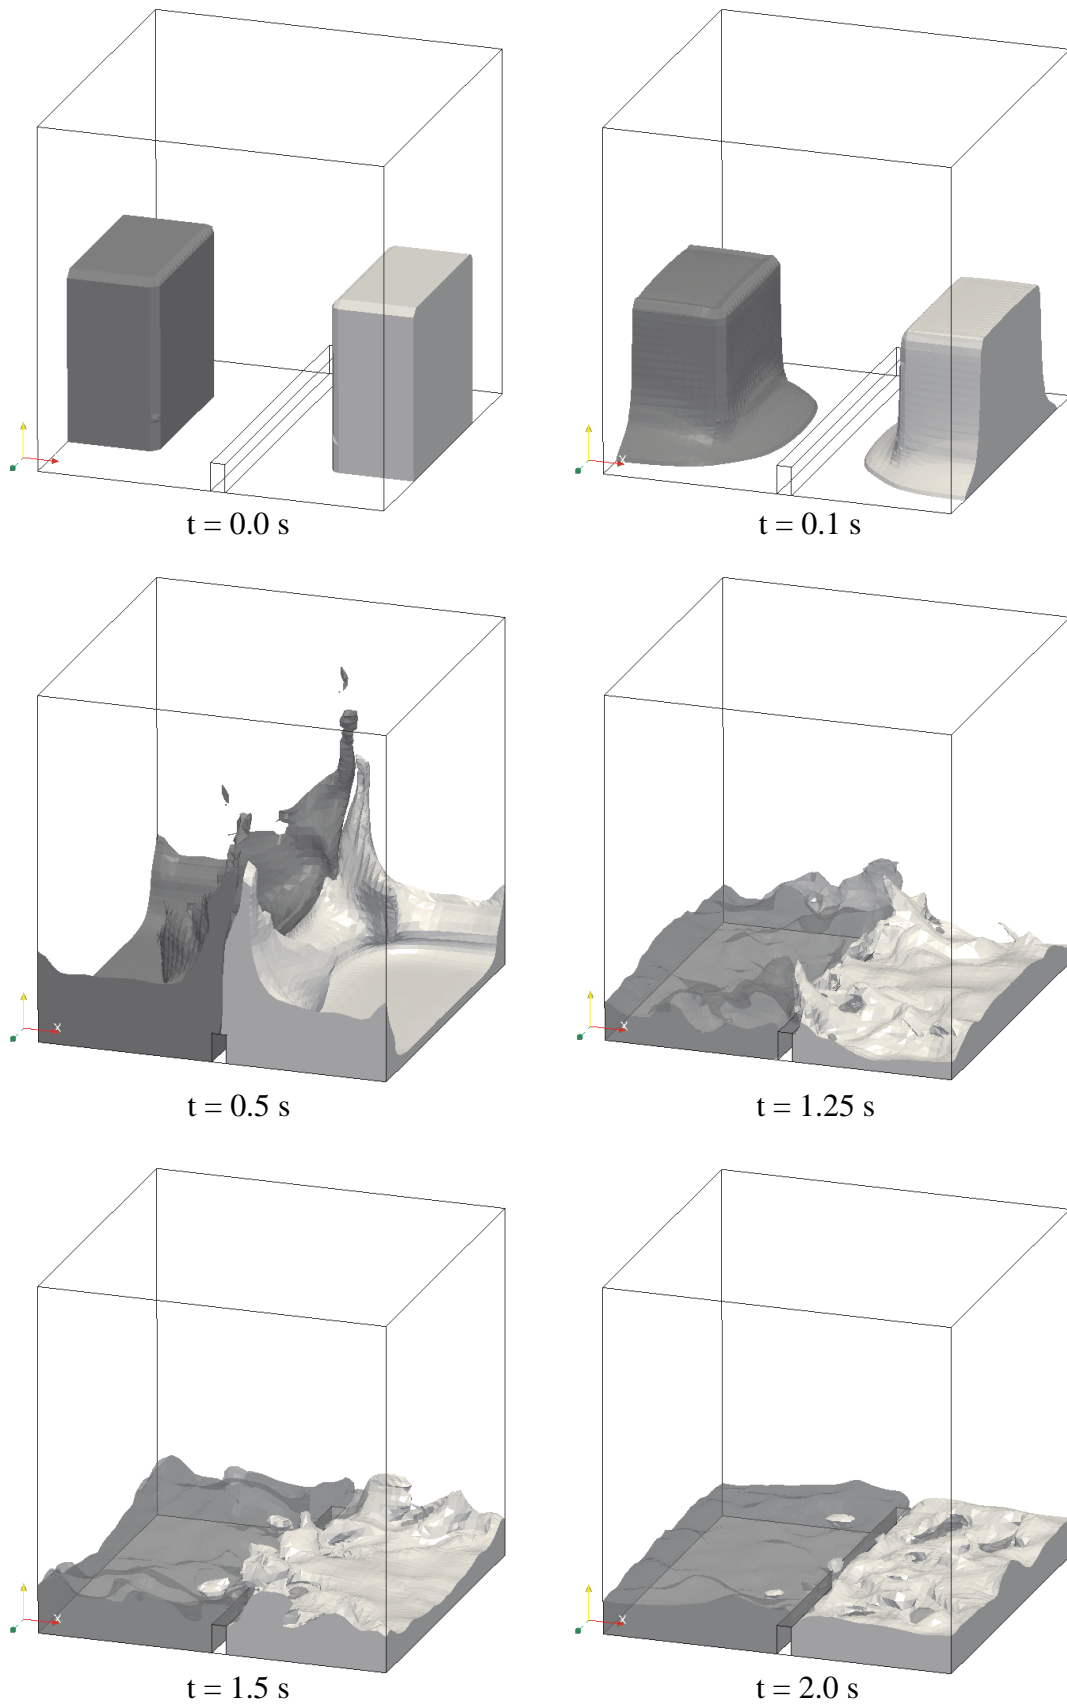 t = 0.0 s
X
t = 0.1 s
X
t = 0.5 s
X
t = 1.25 s
X
t = 1.5 s
X
t = 2.0 s